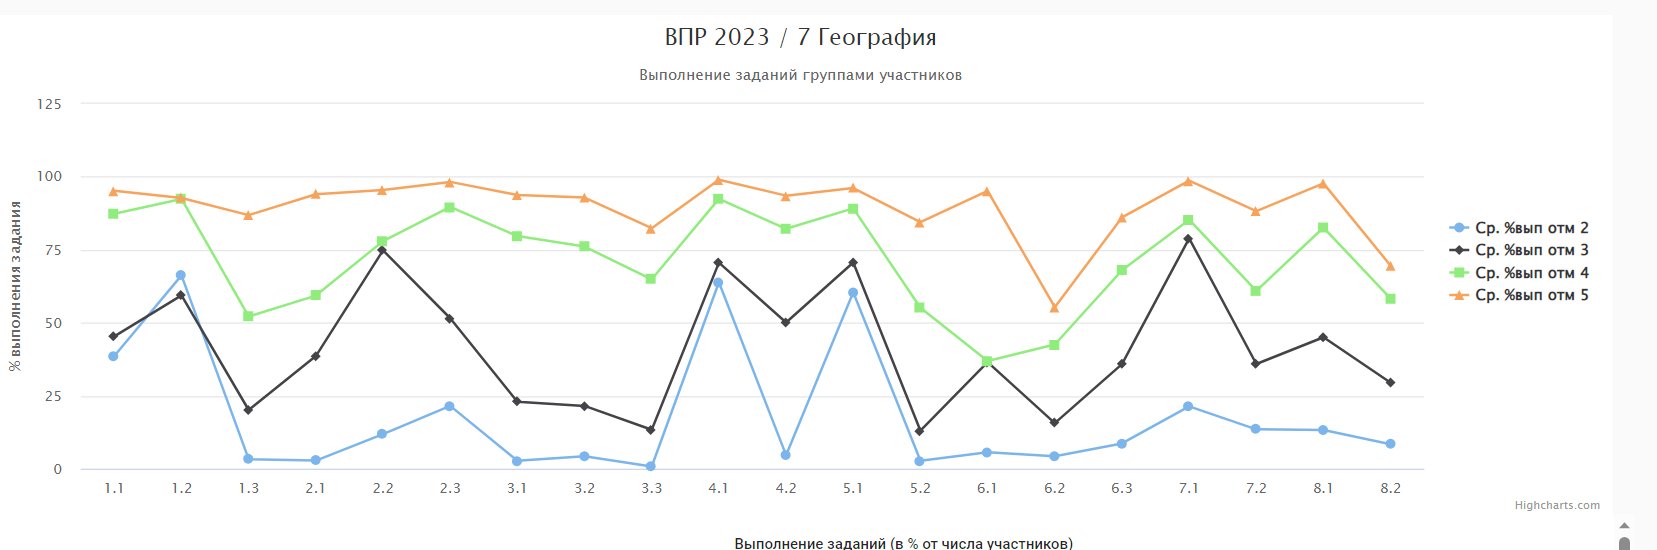 ВПР 2023 / 7 География
Выполнение заданий группами участников
% выполнения задания
125
100
75
50
25
0
1.1 1.2 1.3 2.1 2.2 2.3 3.1 3.2 3.3 4.1 4.2 5.1 5.2 6.1 6.2 6.3 7.1 7.2 8.1 8.2
Ср. %вып отм 2
Ср. %вып отм 3
Ср. %вып отм 4
Ср. %вып отм 5
Highcharts.com
Выполнение заданий (в % от числа участников)